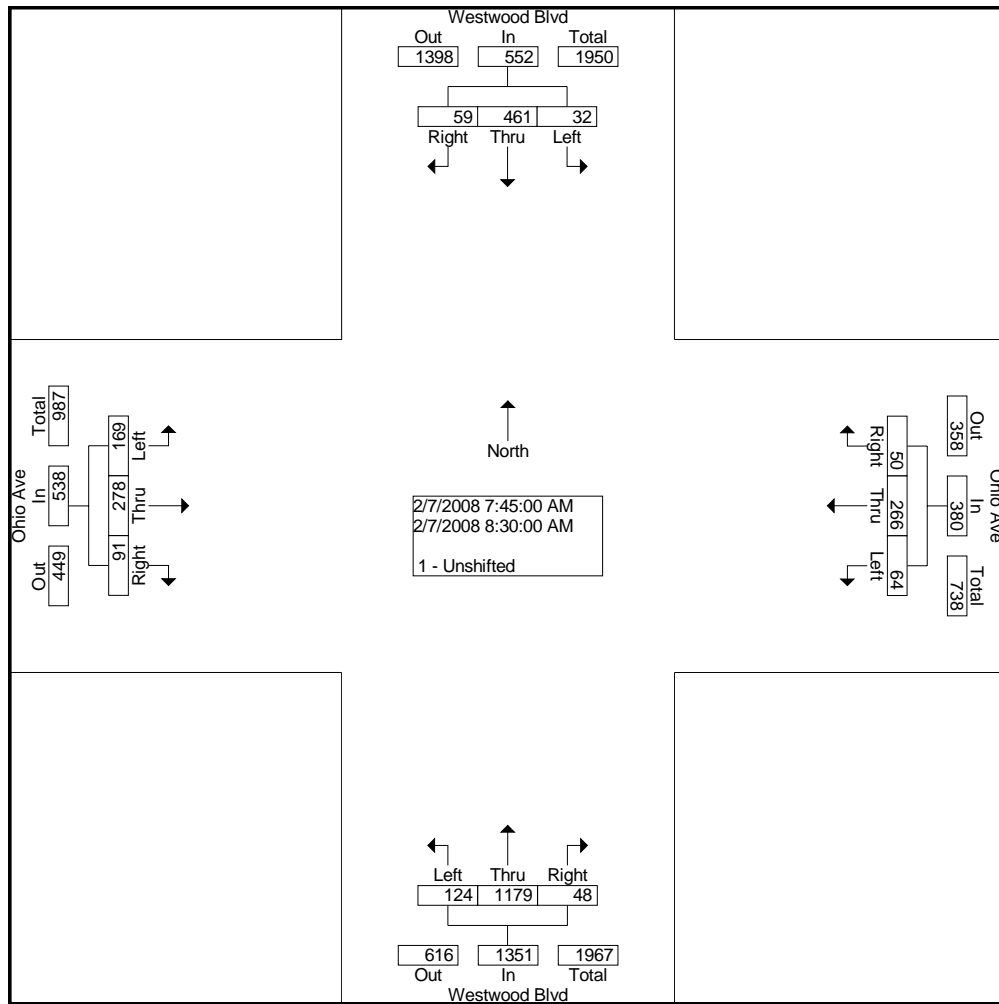 Westwood Blvd
Out In Total
1398 552 1950
59 461 32
Right Thru Left
Ohio Ave
Total In Out
987 538 449
169 278 91
Left Thru Right
North
2/7/2008 7:45:00 AM
2/7/2008 8:30:00 AM
1 - Unshifted
Right Thru Left
50 266 64
Out In Total
358 380 738
Ohio Ave
Left Thru Right
124 1179 48
616 1351 1967
Out In Total
Westwood Blvd